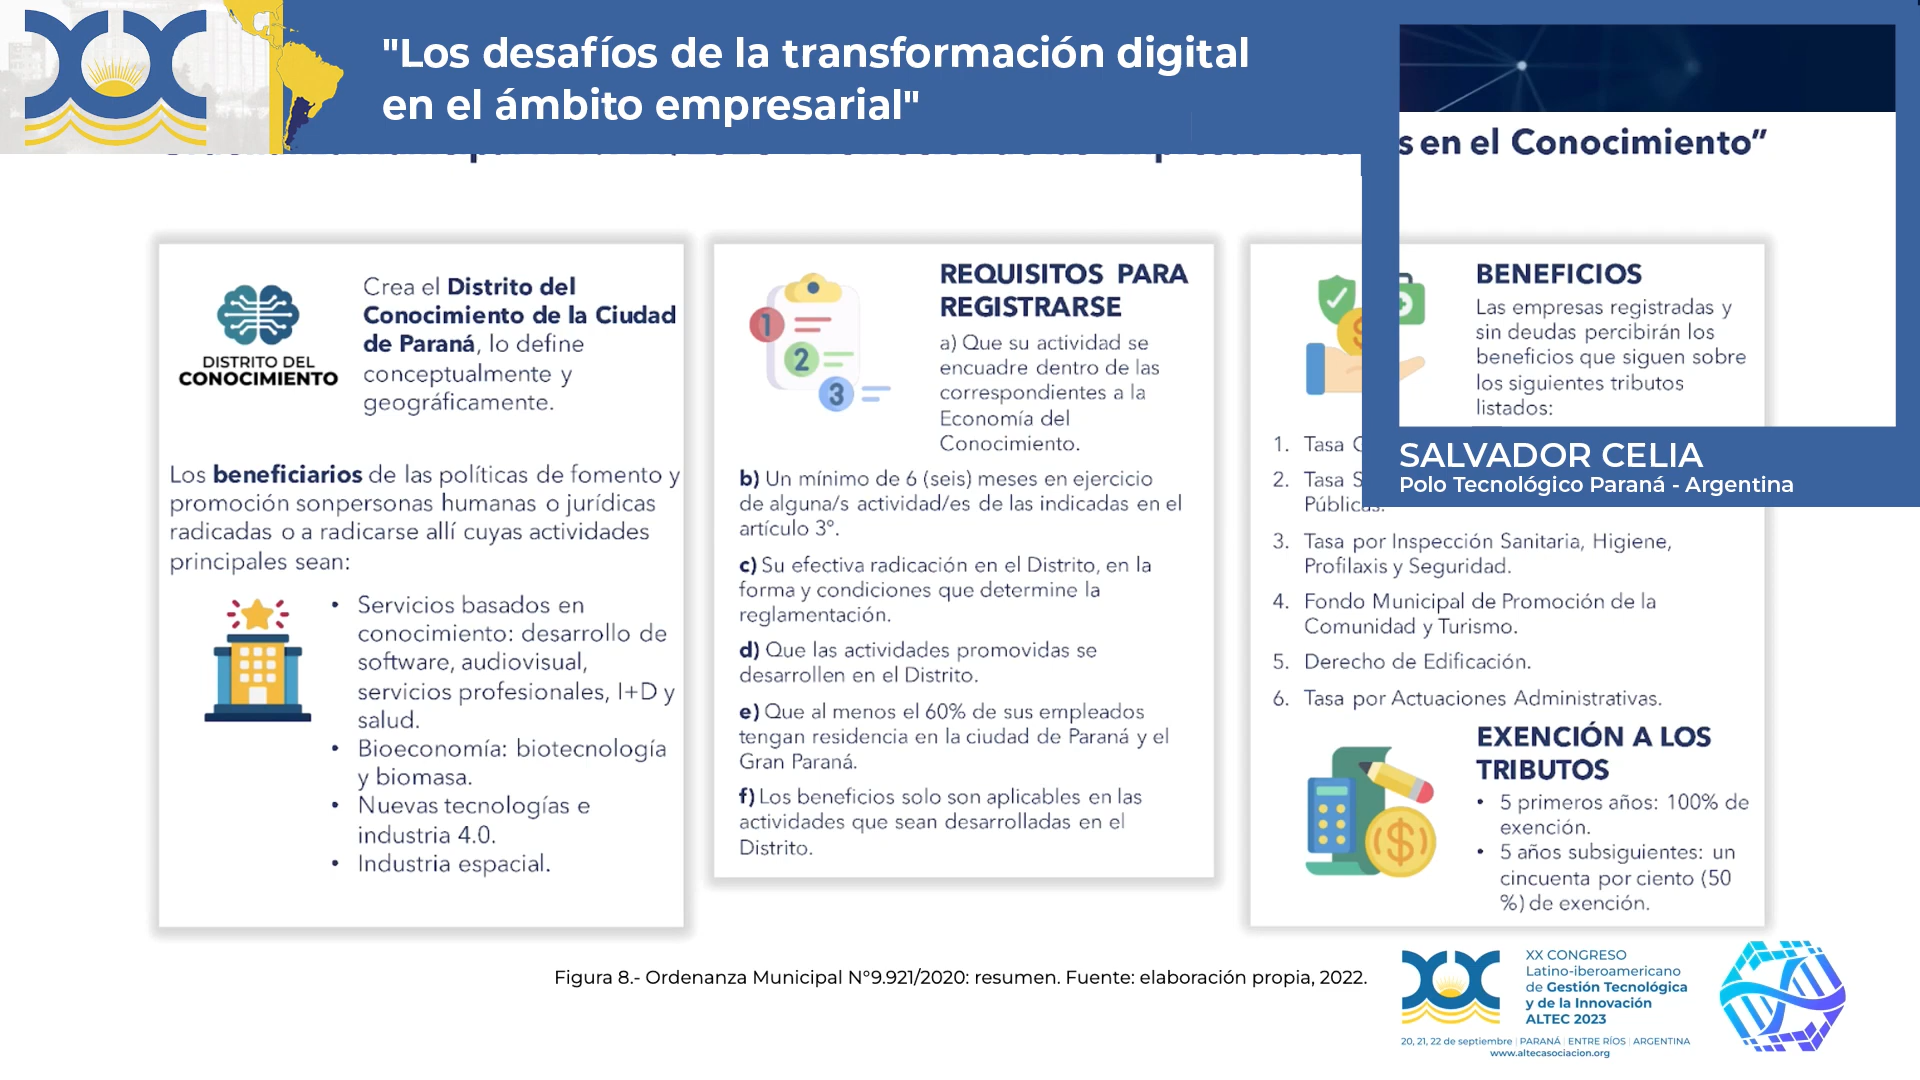 "Los desafíos de la transformación digital
en el ámbito empresarial"
s en el Conocimiento”
DISTRITO DEL
CONOCIMIENTO
Crea el Distrito del
Conocimiento de la Ciudad
de Paraná, lo define
conceptualmente y
geográficamente.
Los beneficiarios de las políticas de fomento y
promoción sonpersonas humanas o jurídicas
radicadas o a radicarse allí cuyas actividades
principales sean:
• Servicios basados en
conocimiento: desarrollo de
software, audiovisual,
servicios profesionales, I+D y
salud.
• Bioeconomía: biotecnología
y biomasa.
• Nuevas tecnologías e
industria 4.0.
• Industria espacial.
1
2
3
REQUISITOS PARA
REGISTRARSE
a) Que su actividad se
encuadre dentro de las
correspondientes a la
Economía del
Conocimiento.
b) Un mínimo de 6 (seis) meses en ejercicio
de alguna/s actividad/es de las indicadas en el
artículo 3°.
c) Su efectiva radicación en el Distrito, en la
forma y condiciones que determine la
reglamentación.
d) Que las actividades promovidas se
desarrollen en el Distrito.
e) Que al menos el 60% de sus empleados
tengan residencia en la ciudad de Paraná y el
Gran Paraná.
f) Los beneficios solo son aplicables en las
actividades que sean desarrolladas en el
Distrito.
BENEFICIOS
Las empresas registradas y
sin deudas percibirán los
beneficios que siguen sobre
los siguientes tributos
listados:
SALVADOR CELIA
Polo Tecnológico Paraná - Argentina
1. Tasa
2. Tasa
Públicas.
3. Tasa por Inspección Sanitaria, Higiene,
Profilaxis y Seguridad.
4. Fondo Municipal de Promoción de la
Comunidad y Turismo.
5. Derecho de Edificación.
6. Tasa por Actuaciones Administrativas.
EXENCIÓN A LOS
TRIBUTOS
• 5 primeros años: 100% de
exención.
• 5 años subsiguientes: un
cincuenta por ciento (50
%) de exención.
Figura 8.- Ordenanza Municipal N°9.921/2020: resumen. Fuente: elaboración propia, 2022.
XX CONGRESO
Latino-iberoamericano
de Gestión Tecnológica
y de la Innovación
ALTEC 2023
20, 21, 22 de septiembre | PARANÁ | ENTRE RÍOS | ARGENTINA
www.altecasociacion.org